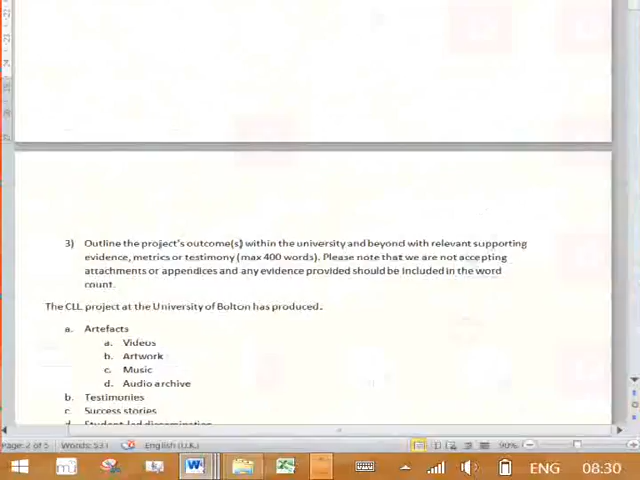 3) Outline the project's outcome(s) within the university and beyond with relevant supporting
evidence, metrics or testimony (max 400 words). Please note that we are not accepting
attachments or appendices and any evidence provided should be included in the word
count.
The CLL project at the University of Bolton has produced.
a. Artefacts
a. Videos
b. Artwork
c. Music
d. Audio archive
b. Testimonies
c. Success stories
d. Student-led dissemination
Page: 2 of 5 Words: 531 English (U.K.) 90%
ENG 08:30